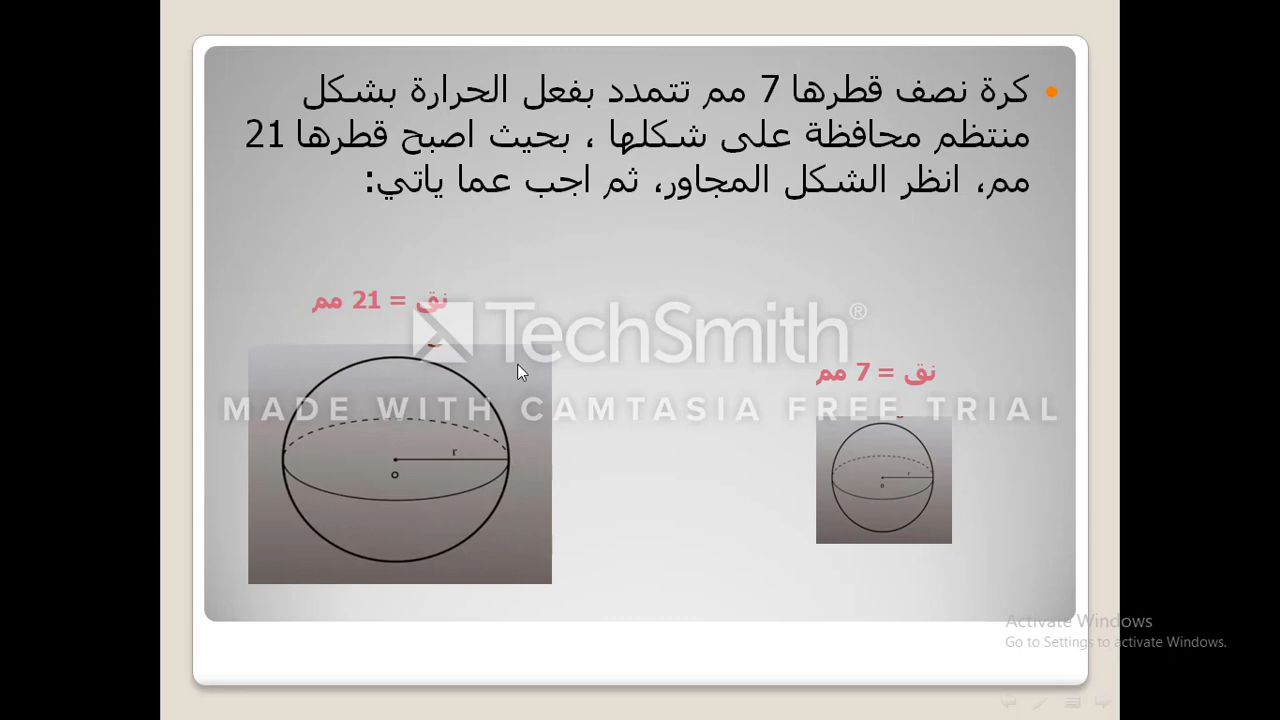 كرة نصف قطرها 7 مم تتمدد بفعل الحرارة بشكل
منتظم محافظة على شكلها ، بحيث اصبح قطرها 21
مم، انظر الشكل المجاور، ثم اجب عما ياتي:
نق = 21 مم
TechSmith®
نق = 7 مم
MADE WITH CAMTASIA FREE TRIAL
r
o
r
o
Activate Windows
Go to Settings to activate Windows.